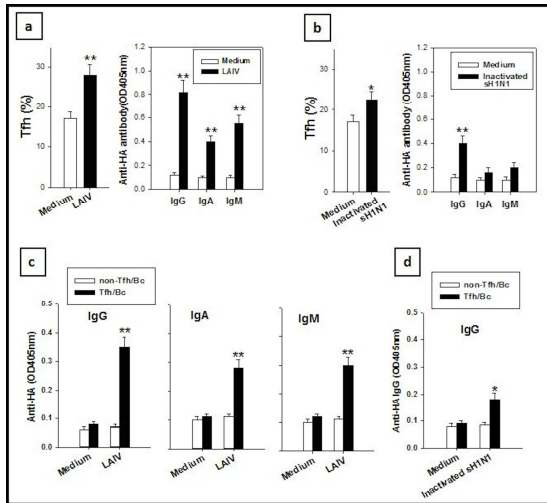 a
Tfh (%)
30
20
10
0
Medium
LAIV
Anti-HA antibody(OD405nm)
1.2
1.0
0.8
0.6
0.4
0.2
0.0
Medium
LAIV
**
**
**
**
IgG IgA IgM
b
Tfh (%)
30
20
10
0
*
Medium
Inactivated
sH1N1
Anti-HA antibody (OD405nm)
1.2
1.0
0.8
0.6
0.4
0.2
0.0
Medium
Inactivated
sH1N1
**
IgG IgA IgM
c
non-Tfh/Bc
Tfh/Bc
Anti-HA (OD405nm)
0.5
0.4
0.3
0.2
0.1
0.0
IgG
**
Medium
LAIV
IgA
**
Medium
LAIV
IgM
**
Medium
LAIV
d
non-Tfh/Bc
Tfh/Bc
Anti-HA IgG (OD405nm)
0.5
0.4
0.3
0.2
0.1
0.0
IgG
*
Medium
Inactivated sH1N1